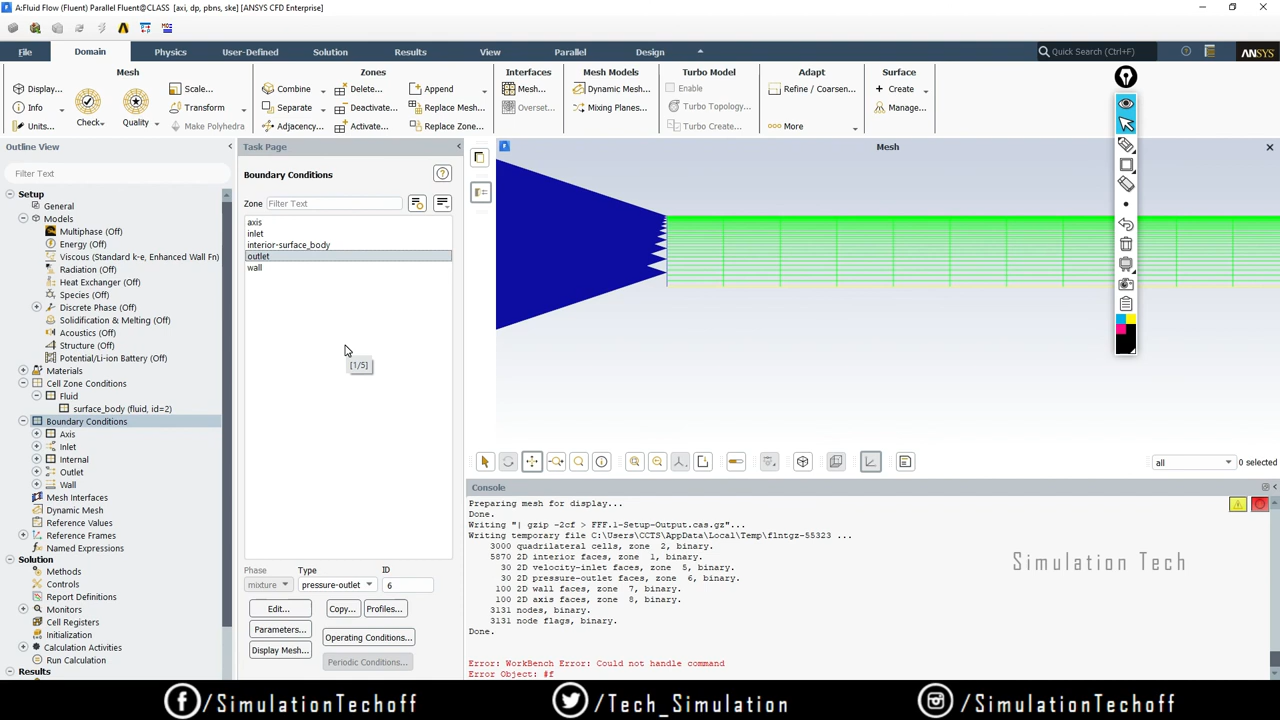 A:Fluid Flow (Fluent) Parallel Fluent@CLASS [axi, dp, pbns, ske] [ANSYS CFD Enterprise]
File Domain Physics User-Defined Solution Results View Parallel Design
Quick Search (Ctrl+F)
ANSYS
Mesh Zones Interfaces Mesh Models Turbo Model Adapt Surface
Display... Scale... Combine Delete... Append Mesh... Dynamic Mesh... Enable Refine / Coarsen... Create
Info Transform Separate Deactivate... Replace Mesh... Overset... Mixing Planes... Turbo Topology... Manage...
Units... Check Quality Make Polyhedra Adjacency... Activate... Replace Zone... Turbo Create... More
Outline View
Filter Text
Setup
General
Models
Multiphase (Off)
Energy (Off)
Viscous (Standard k-e, Enhanced Wall Fn)
Radiation (Off)
Heat Exchanger (Off)
Species (Off)
Discrete Phase (Off)
Solidification & Melting (Off)
Acoustics (Off)
Structure (Off)
Potential/Li-ion Battery (Off)
Materials
Cell Zone Conditions
Fluid
surface_body (fluid, id=2)
Boundary Conditions
Axis
Inlet
Internal
Outlet
Wall
Mesh Interfaces
Dynamic Mesh
Reference Values
Reference Frames
Named Expressions
Solution
Methods
Controls
Report Definitions
Monitors
Cell Registers
Initialization
Calculation Activities
Run Calculation
Results
Task Page
Boundary Conditions
Zone Filter Text
axis
inlet
interior-surface_body
outlet
wall
[1/5]
Phase Type ID
mixture pressure-outlet 6
Edit... Copy... Profiles...
Parameters... Operating Conditions...
Display Mesh... Periodic Conditions...
Mesh
all 0 selected
Console
Preparing mesh for display...
Done.
Writing "| gzip -2cf > FFF.1-Setup-Output.cas.gz"...
Writing temporary file C:\Users\CCTS\AppData\Local\Temp\flntgz-55323 ...
3000 quadrilateral cells, zone 2, binary.
5870 2D interior faces, zone 1, binary.
30 2D velocity-inlet faces, zone 5, binary.
30 2D pressure-outlet faces, zone 6, binary.
100 2D wall faces, zone 7, binary.
100 2D axis faces, zone 8, binary.
3131 nodes, binary.
3131 node flags, binary.
Done.
Error: WorkBench Error: Could not handle command
Error Object: #f
Simulation Tech
/SimulationTechoff /Tech_Simulation /SimulationTechoff